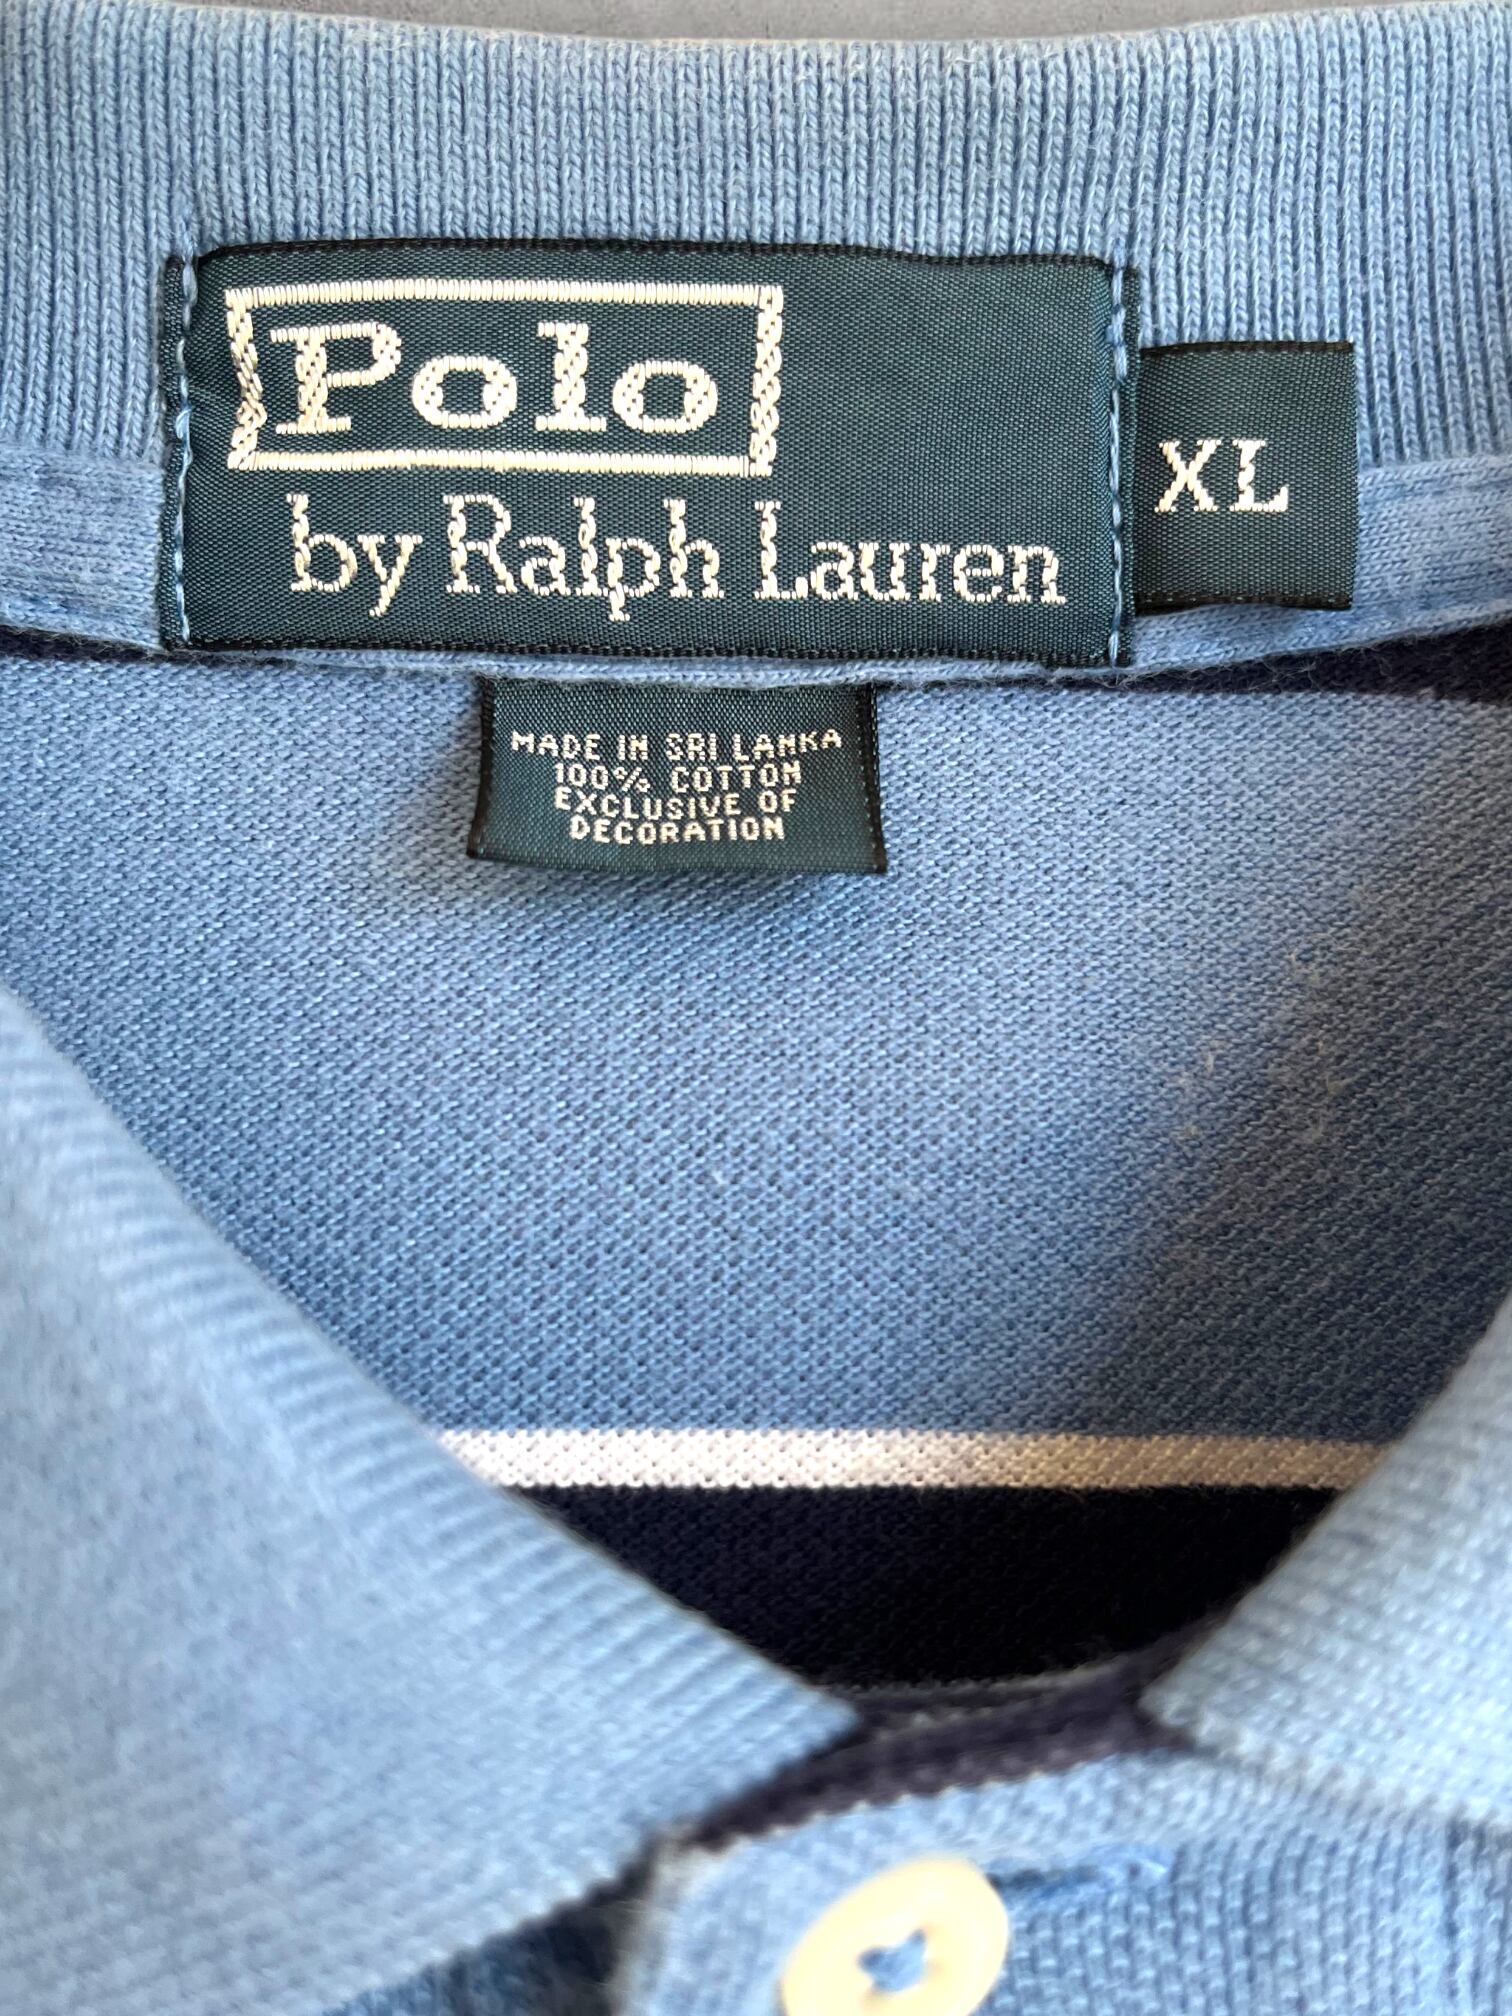 Polo
by Ralph Lauren
XL
MADE IN SRI LANKA
100% COTTON
EXCLUSIVE OF
DECORATION